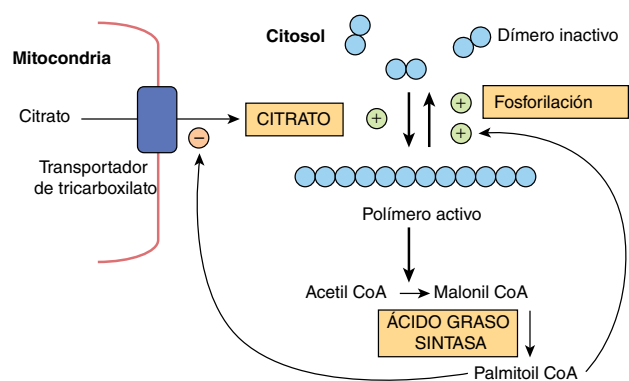 Citosol
Dímero inactivo
Mitocondria
Citrato
CITRATO
+
+
Fosforilación
+
−
Transportador
de tricarboxilato
Polímero activo
Acetil CoA
Malonil CoA
ÁCIDO GRASO
SINTASA
Palmitoil CoA